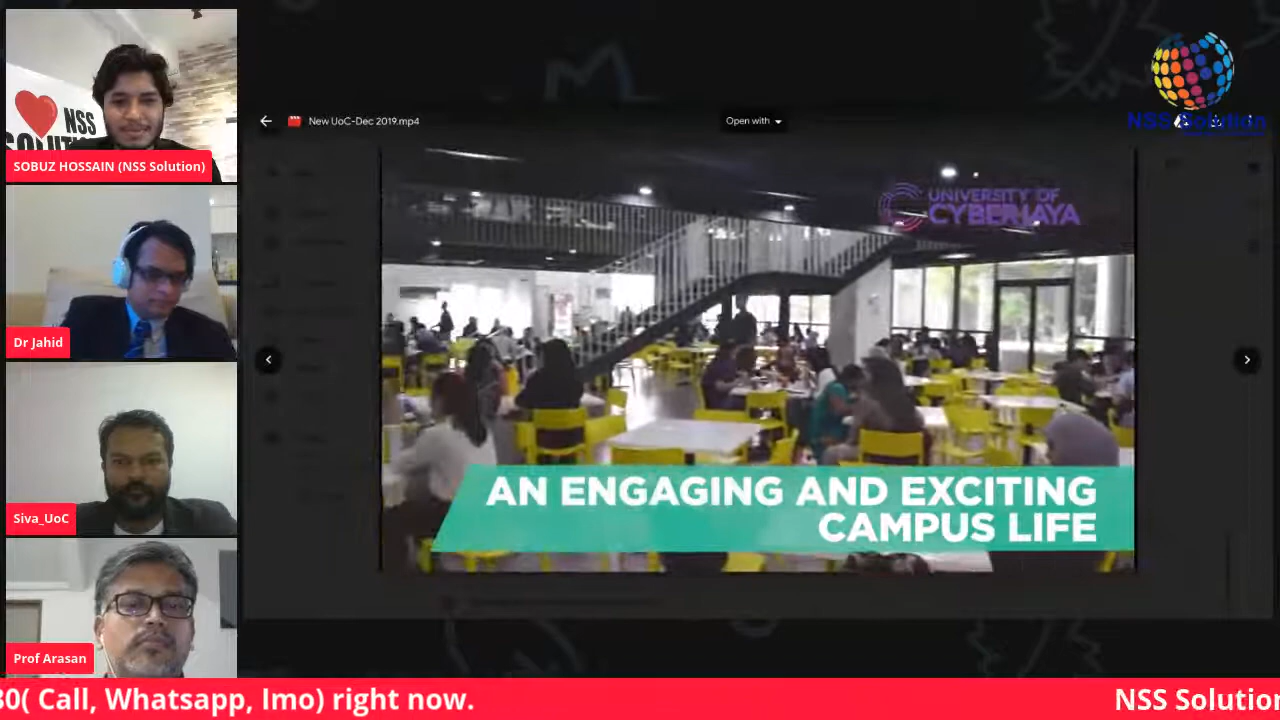 NSS
SOBUZ HOSSAIN (NSS Solution)
Dr Jahid
Siva_UoC
Prof Arasan
New UoC-Dec 2019.mp4
Open with
NSS Solution
UNIVERSITY OF
CYBERJAYA
AN ENGAGING AND EXCITING
CAMPUS LIFE
30( Call, Whatsapp, Imo) right now.
NSS Solution